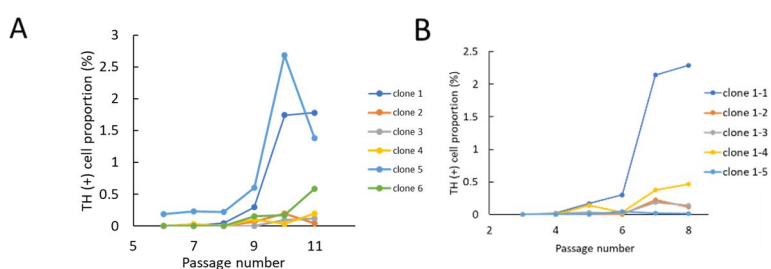 A
TH (+) cell proportion (%)
3
2.5
2
1.5
1
0.5
0
5
7
9
11
Passage number
clone 1
clone 2
clone 3
clone 4
clone 5
clone 6
B
TH (+) cell proportion (%)
2.5
2
1.5
1
0.5
0
2
4
6
8
Passage number
clone 1-1
clone 1-2
clone 1-3
clone 1-4
clone 1-5